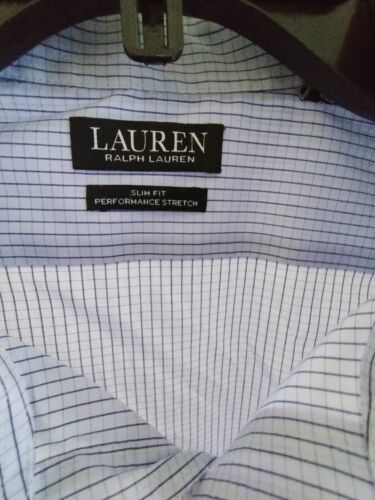 LAUREN
RALPH LAUREN
SLIM FIT
PERFORMANCE STRETCH